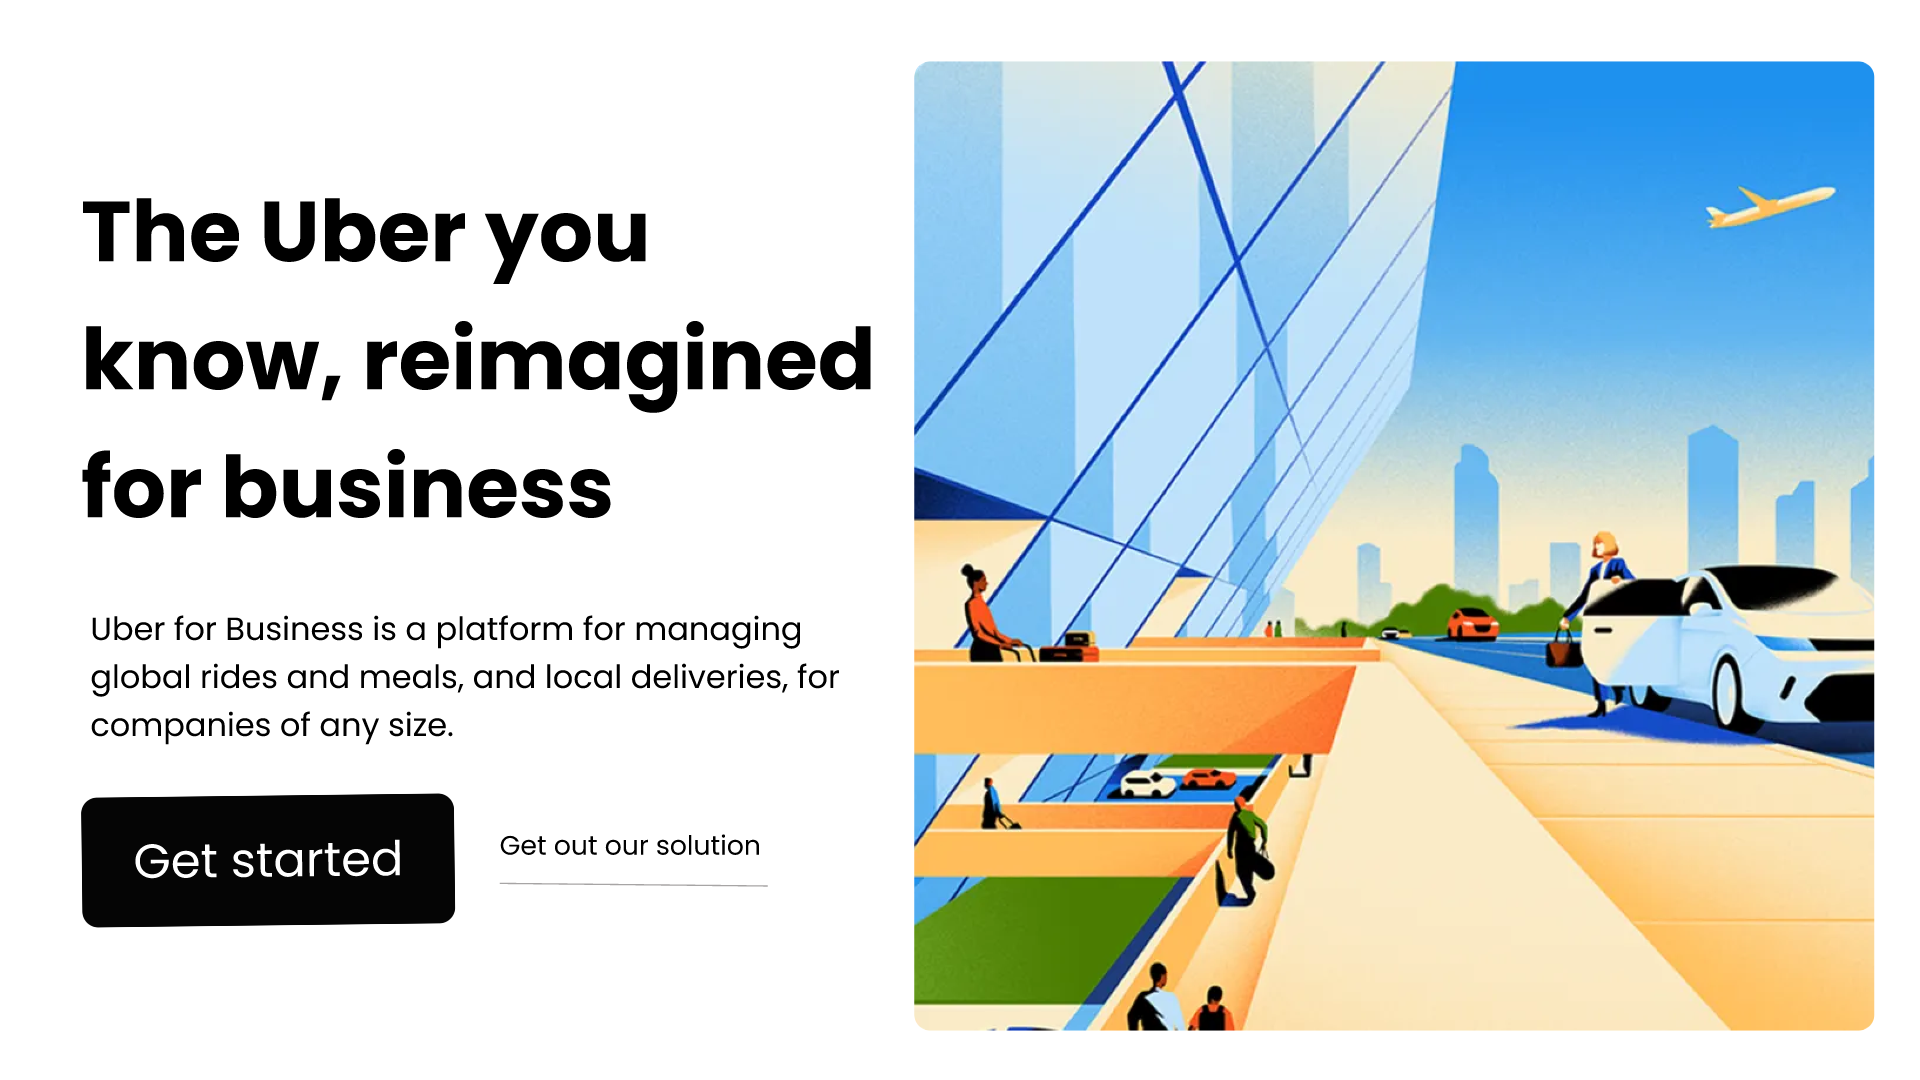 The Uber you
know, reimagined
for business
Uber for Business is a platform for managing
global rides and meals, and local deliveries, for
companies of any size.
Get started
Get out our solution